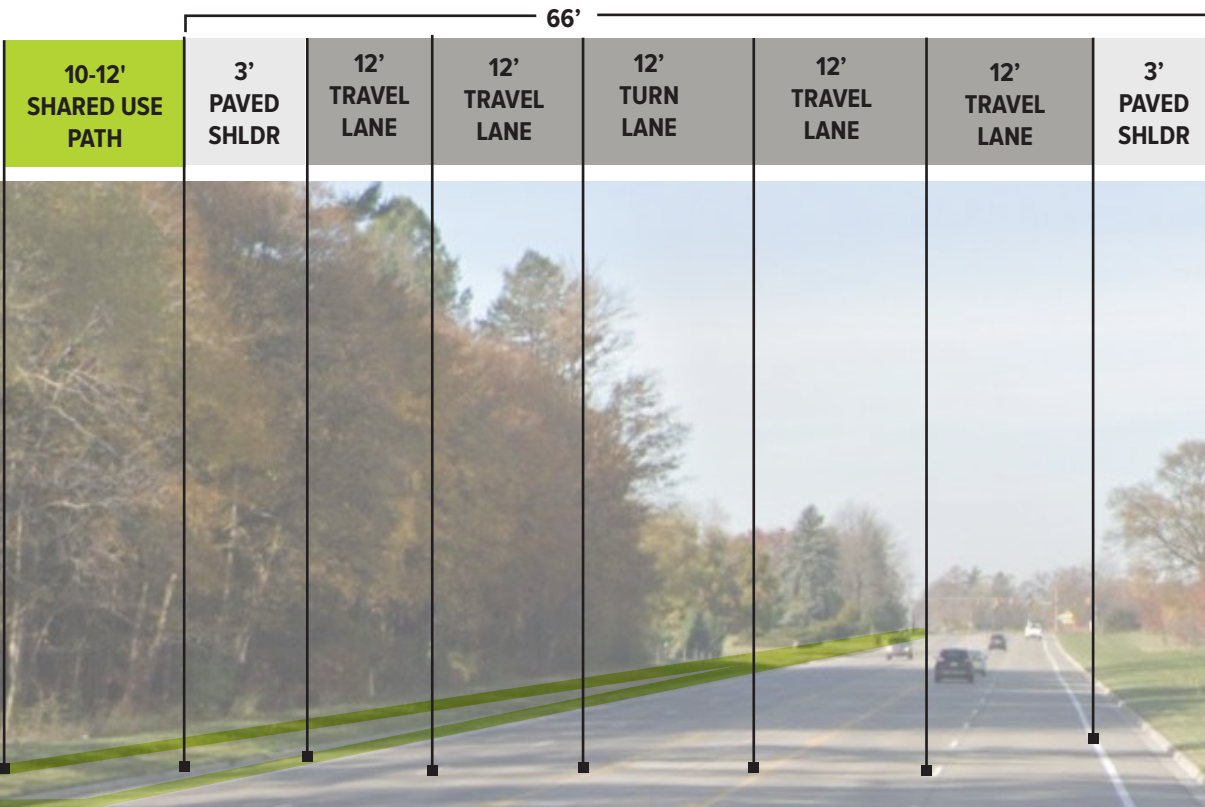 66’
10-12'
SHARED USE
PATH
3’
PAVED
SHLDR
12’
TRAVEL
LANE
12’
TRAVEL
LANE
12’
TURN
LANE
12’
TRAVEL
LANE
12’
TRAVEL
LANE
3’
PAVED
SHLDR